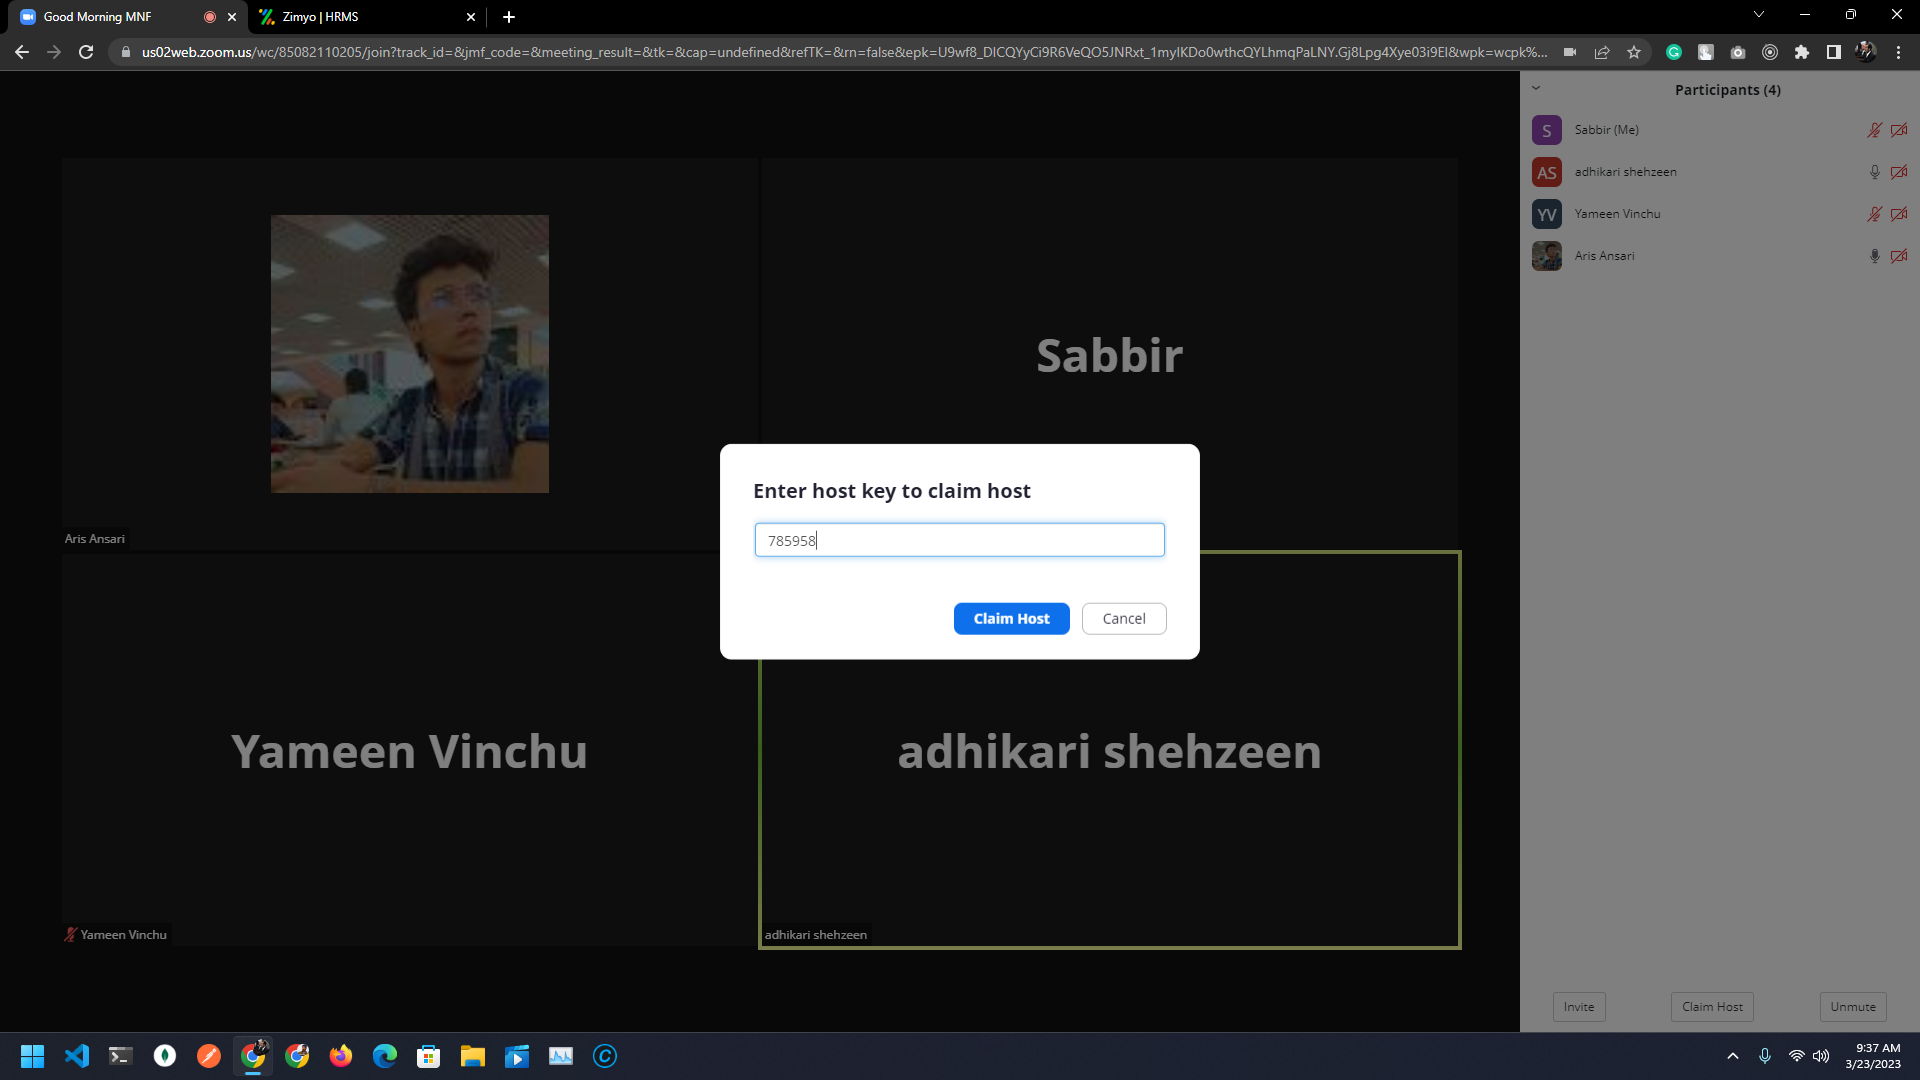 Good Morning MNF
Zimyo | HRMS
us02web.zoom.us/wc/85082110205/join?track_id=&jmf_code=&meeting_result=&tk=&cap=undefined&refTK=&rn=false&epk=U9wf8_DlCQYyCi9R6VeQO5JNRxt_1mylKDo0wthcQYLhmqPaLNY.Gj8Lpg4Xye03i9EI&wpk=wcpk%...
Participants (4)
S
Sabbir (Me)
AS
adhikari shehzeen
YV
Yameen Vinchu
Aris Ansari
Sabbir
Aris Ansari
Enter host key to claim host
785958
Claim Host
Cancel
Yameen Vinchu
adhikari shehzeen
Yameen Vinchu
adhikari shehzeen
Invite
Claim Host
Unmute
9:37 AM
3/23/2023